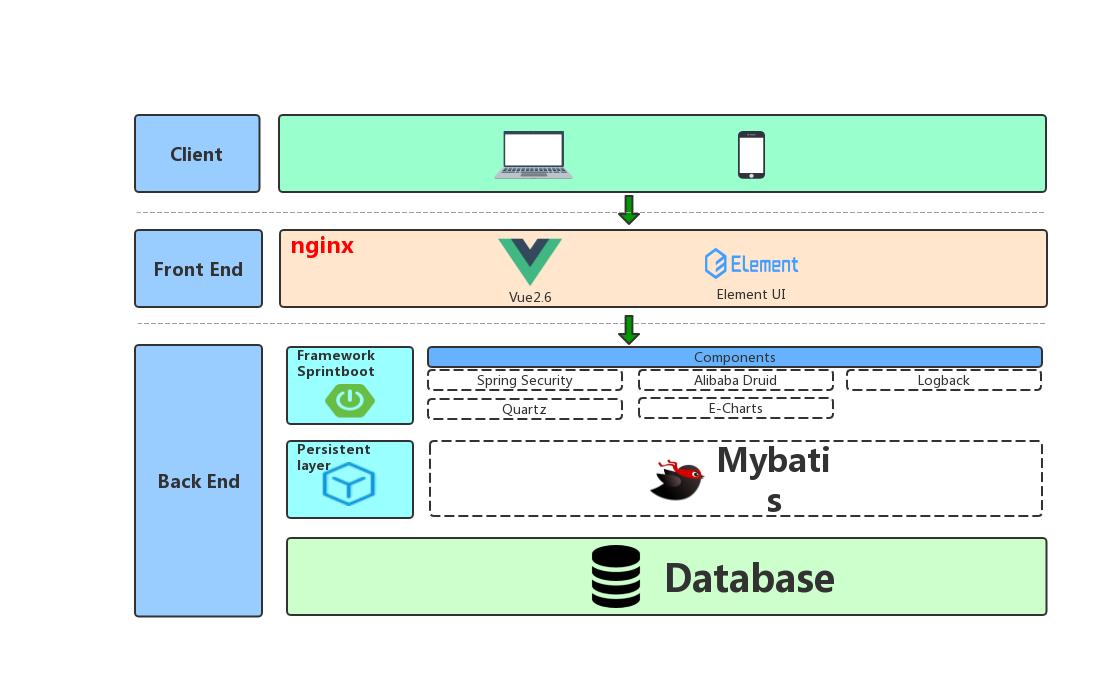 Client
nginx
Front End
ELement
Vue2.6
Element UI
Framework
Sprintboot
Components
Spring Security
Alibaba Druid
Logback
Quartz
E-Charts
Back End
Persistent
layer
Mybati
s
Database